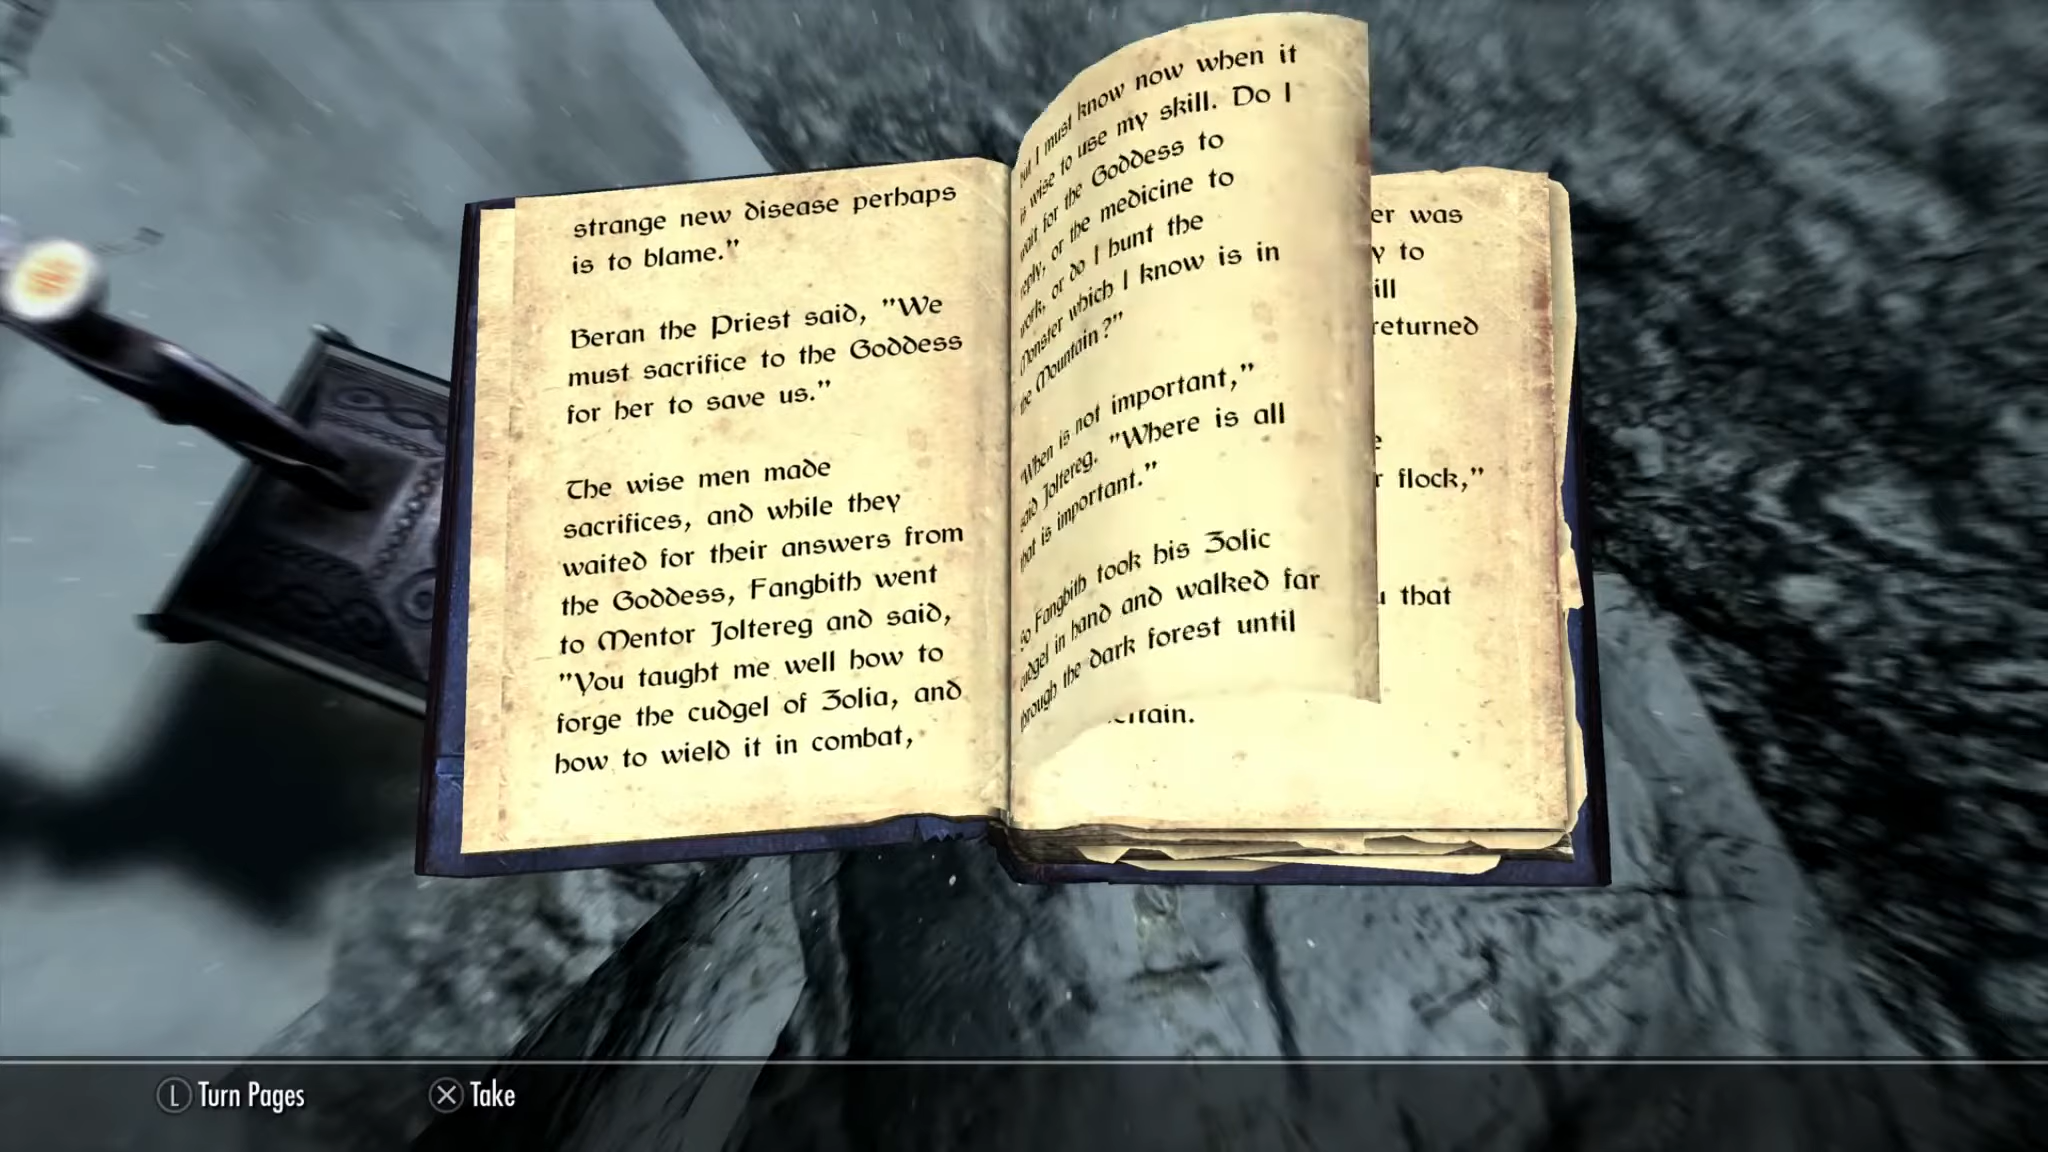 strange new disease perhaps
is to blame."
Beran the Priest said, "We
must sacrifice to the Goddess
for her to save us."
The wise men made
sacrifices, and while they
waited for their answers from
the Goddess, Fangbith went
to Mentor Joltereg and said,
"You taught me well how to
forge the cudgel of Zolia, and
how to wield it in combat,
but I must know now when it
is wise to use my skill. Do I
wait for the Goddess to
reply, or the medicine to
work, or do I hunt the
Monster which I know is in
the Mountain?"
"When is not important,"
said Joltereg. "Where is all
that is important."
So Fangbith took his Zolic
cudgel in hand and walked far
through the dark forest until
er was
y to
ill
returned
e
r flock,"
u that
ertain.
L Turn Pages
X Take